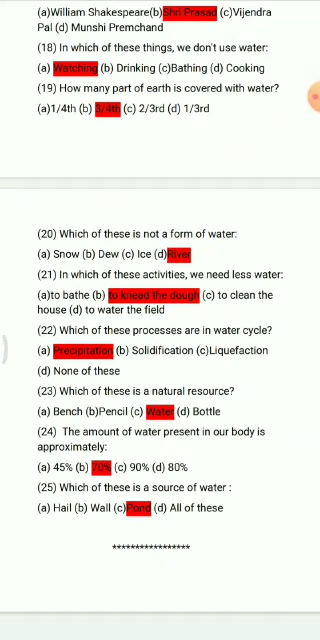 (a)William Shakespeare(b)Shri Prasad (c)Vijendra
Pal (d) Munshi Premchand
(18) In which of these things, we don't use water:
(a) Watching (b) Drinking (c)Bathing (d) Cooking
(19) How many part of earth is covered with water?
(a)1/4th (b) 3/4th (c) 2/3rd (d) 1/3rd
(20) Which of these is not a form of water:
(a) Snow (b) Dew (c) Ice (d)River
(21) In which of these activities, we need less water:
(a)to bathe (b) to knead the dough (c) to clean the
house (d) to water the field
(22) Which of these processes are in water cycle?
(a) Precipitation (b) Solidification (c)Liquefaction
(d) None of these
(23) Which of these is a natural resource?
(a) Bench (b)Pencil (c) Water (d) Bottle
(24) The amount of water present in our body is
approximately:
(a) 45% (b) 70% (c) 90% (d) 80%
(25) Which of these is a source of water :
(a) Hail (b) Wall (c)Pond (d) All of these
*****************